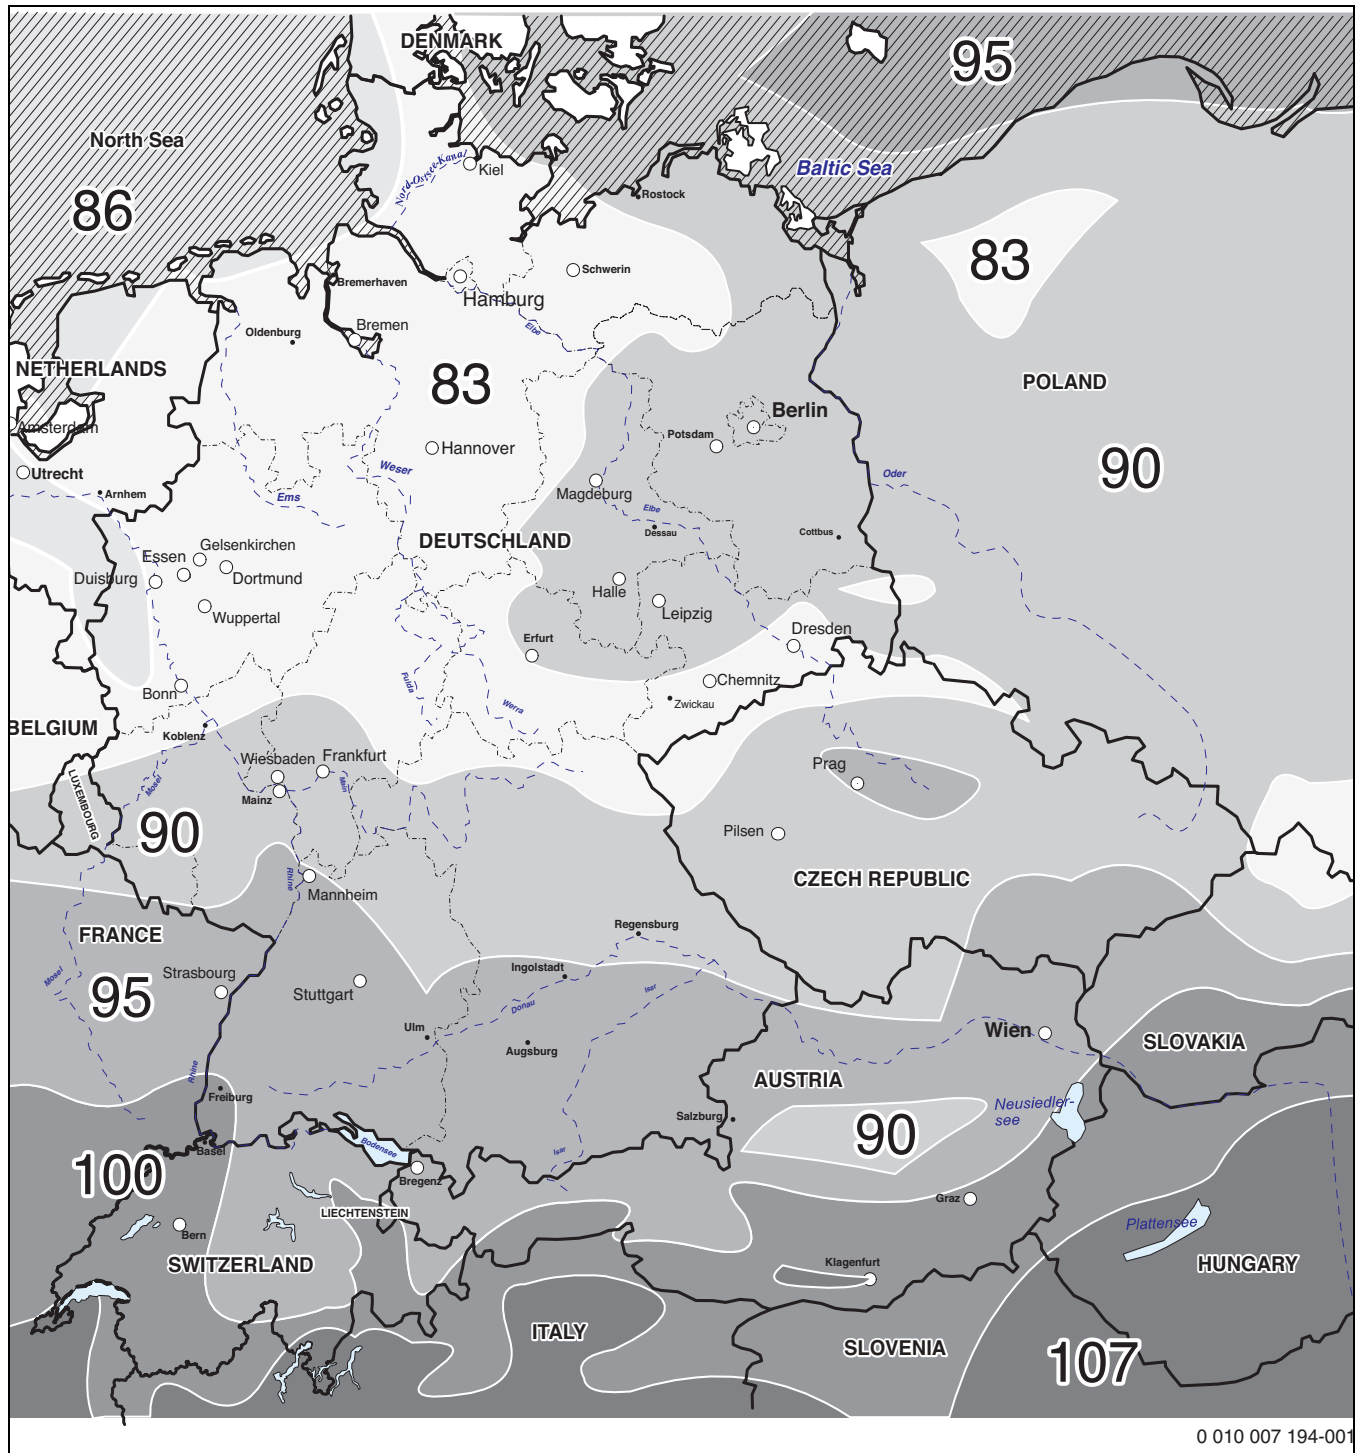 DENMARK
95
North Sea
Nord-Ostsee-Kanal
Kiel
Baltic Sea
Rostock
86
83
Schwerin
Bremerhaven
Hamburg
Oldenburg
Bremen
Elbe
NETHERLANDS
83
POLAND
Amsterdam
Berlin
Potsdam
Hannover
Utrecht
Weser
90
Oder
Arnhem
Ems
Magdeburg
Elbe
Dessau
Cottbus
DEUTSCHLAND
Gelsenkirchen
Essen
Duisburg
Dortmund
Halle
Leipzig
Wuppertal
Erfurt
Dresden
Bonn
Fulda
Chemnitz
Werra
Zwickau
BELGIUM
Koblenz
Wiesbaden
Frankfurt
Prag
Mosel
Main
Mainz
LUXEMBOURG
90
Pilsen
Rhine
Mannheim
CZECH REPUBLIC
FRANCE
Regensburg
Mosel
Strasbourg
Ingolstadt
95
Stuttgart
Isar
Donau
Ulm
Wien
SLOVAKIA
Augsburg
Rhine
AUSTRIA
Freiburg
Neusiedler-
see
Salzburg
90
Basel
Bodensee
Isar
100
Bregenz
Graz
LIECHTENSTEIN
Plattensee
Bern
SWITZERLAND
Klagenfurt
HUNGARY
ITALY
SLOVENIA
107
0 010 007 194-001